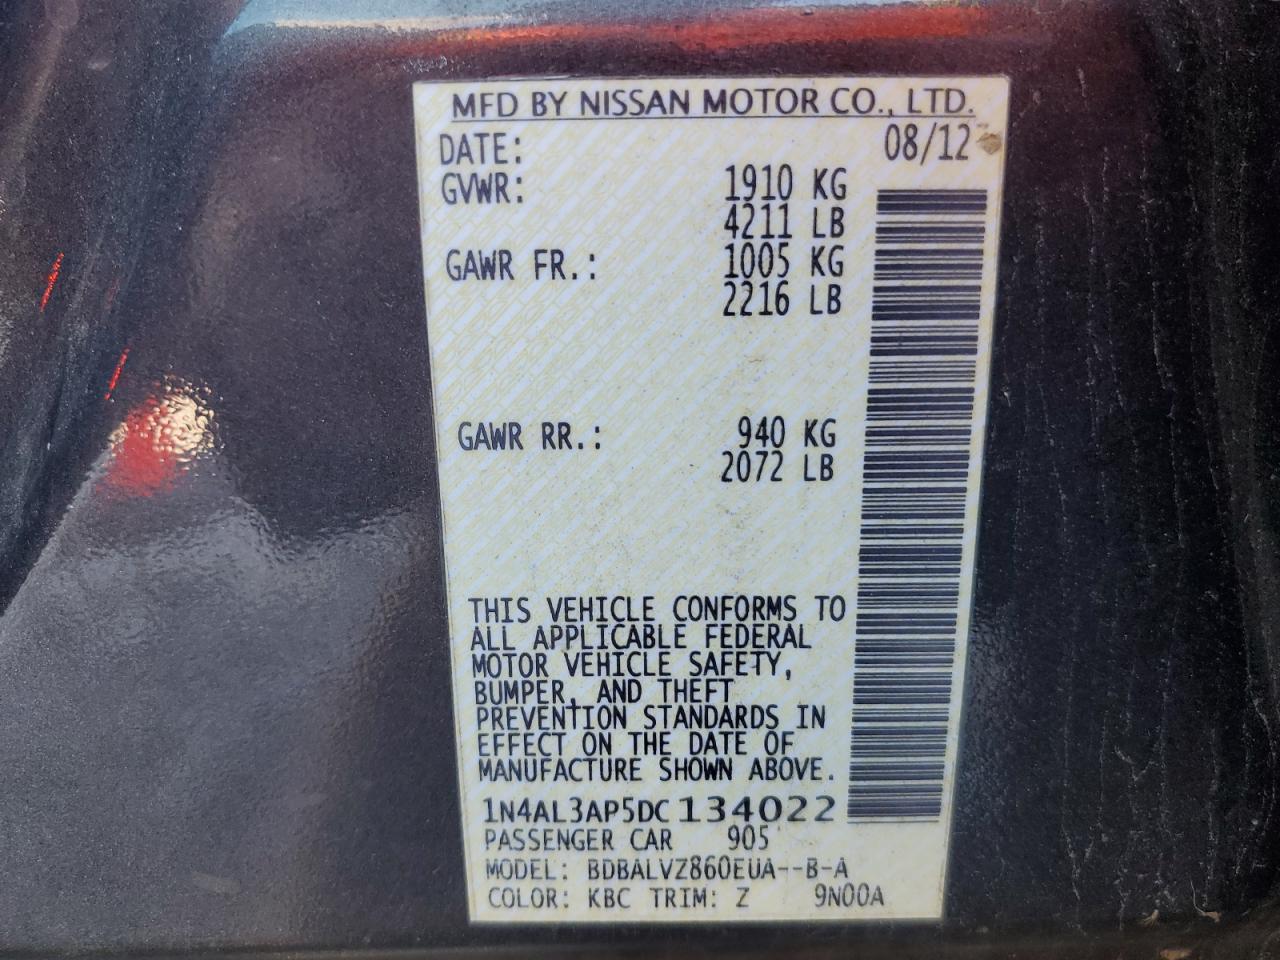 MFD BY NISSAN MOTOR CO., LTD.
DATE: 08/12
GVWR: 1910 KG
4211 LB
GAWR FR.: 1005 KG
2216 LB
GAWR RR.: 940 KG
2072 LB
THIS VEHICLE CONFORMS TO
ALL APPLICABLE FEDERAL
MOTOR VEHICLE SAFETY,
BUMPER, AND THEFT
PREVENTION STANDARDS IN
EFFECT ON THE DATE OF
MANUFACTURE SHOWN ABOVE.
1N4AL3AP5DC134022
PASSENGER CAR 905
MODEL: BDBALVZ860EUA--B-A
COLOR: KBC TRIM: Z 9N00A